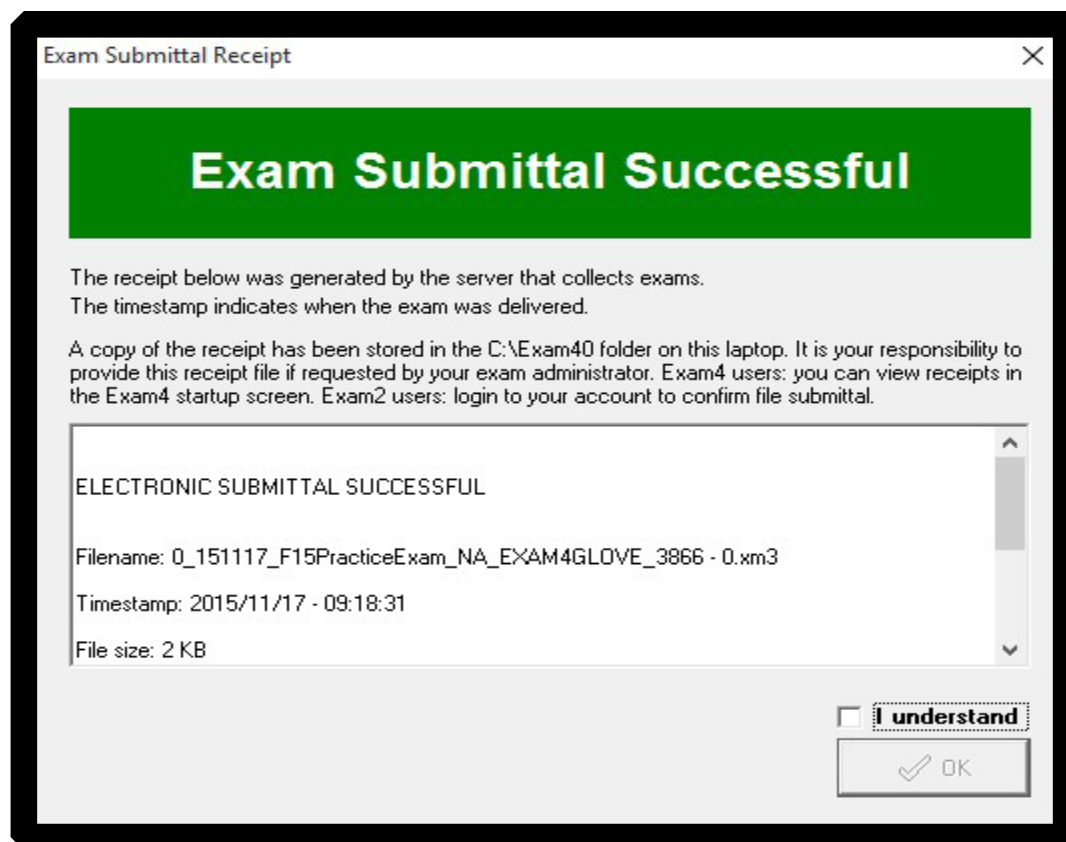 Exam Submittal Receipt
Exam Submittal Successful
The receipt below was generated by the server that collects exams.
The timestamp indicates when the exam was delivered.
A copy of the receipt has been stored in the C:\Exam40 folder on this laptop. It is your responsibility to
provide this receipt file if requested by your exam administrator. Exam4 users: you can view receipts in
the Exam4 startup screen. Exam2 users: login to your account to confirm file submittal.
ELECTRONIC SUBMITTAL SUCCESSFUL
Filename: 0_151117_F15PracticeExam_NA_EXAM4GLOVE_3866 - 0.xm3
Timestamp: 2015/11/17 - 09:18:31
File size: 2 KB
I understand
OK